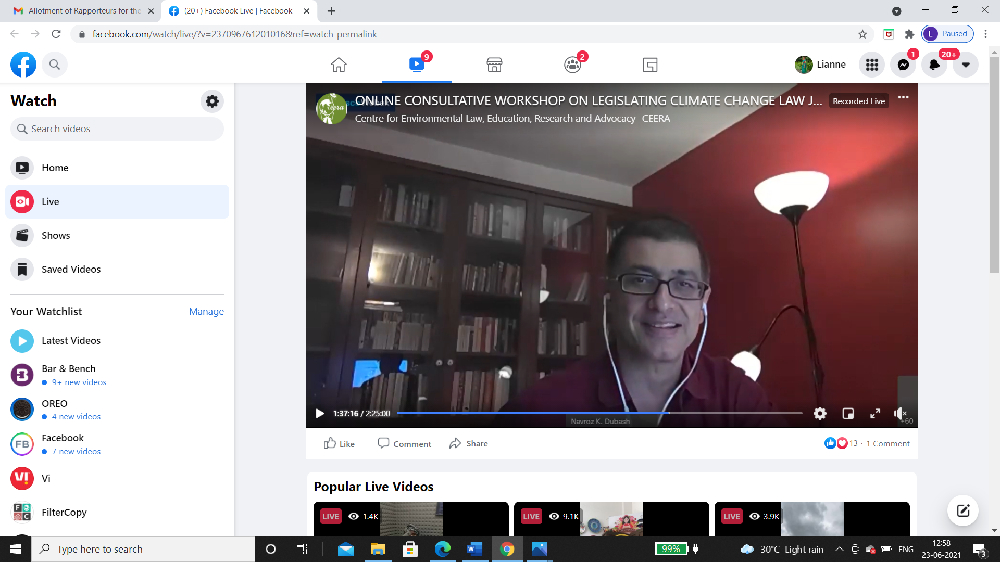 Allotment of Rapporteurs for the
(20+) Facebook Live | Facebook
facebook.com/watch/live/?v=237096761201016&ref=watch_permalink
L Paused
9
2
Lianne
1
20+
Watch
Search videos
Home
Live
Shows
Saved Videos
Your Watchlist
Manage
Latest Videos
Bar & Bench
9+ new videos
OREO
4 new videos
FB
Facebook
7 new videos
Vi
FilterCopy
ceera
ONLINE CONSULTATIVE WORKSHOP ON LEGISLATING CLIMATE CHANGE LAW J...
Recorded Live
Centre for Environmental Law, Education, Research and Advocacy- CEERA
1:37:16 / 2:25:00
Navroz K. Dubash
+60
Like
Comment
Share
13 · 1 Comment
Popular Live Videos
LIVE 1.4K
LIVE 9.1K
LIVE 3.9K
Type here to search
99%
30°C Light rain
ENG
12:58
23-06-2021
3